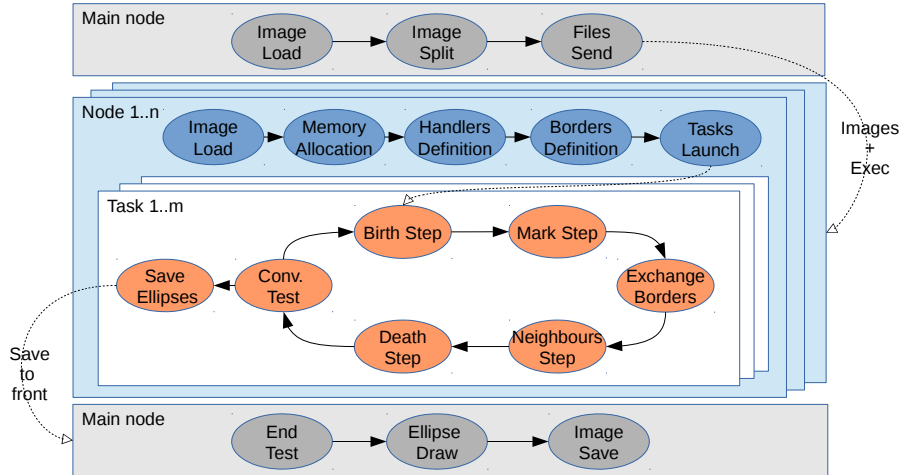 Main node
Image
Load
Image
Split
Files
Send
Node 1..n
Image
Load
Memory
Allocation
Handlers
Definition
Borders
Definition
Tasks
Launch
Images
+
Exec
Task 1..m
Birth Step
Mark Step
Save
Ellipses
Conv.
Test
Exchange
Borders
Death
Step
Neighbours
Step
Save
to
front
Main node
End
Test
Ellipse
Draw
Image
Save